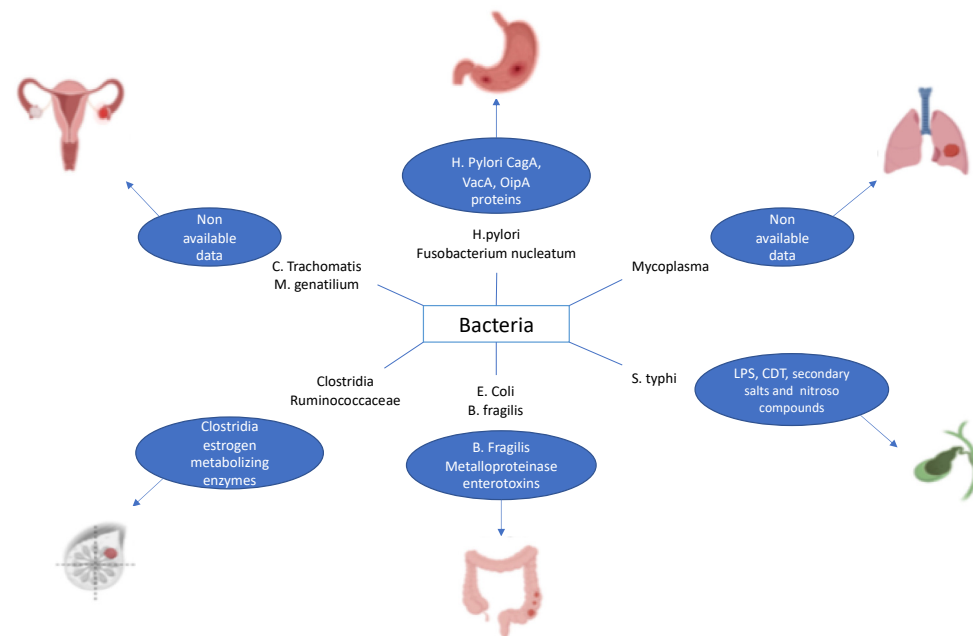 H. Pylori CagA,
VacA, OipA
proteins
H.pylori
Fusobacterium nucleatum
Non
available
data
C. Trachomatis
M. genatilium
Non
available
data
Mycoplasma
Bacteria
Clostridia
Ruminococcaceae
Clostridia
estrogen
metabolizing
enzymes
E. Coli
B. fragilis
B. Fragilis
Metalloproteinase
enterotoxins
S. typhi
LPS, CDT, secondary
salts and nitroso
compounds